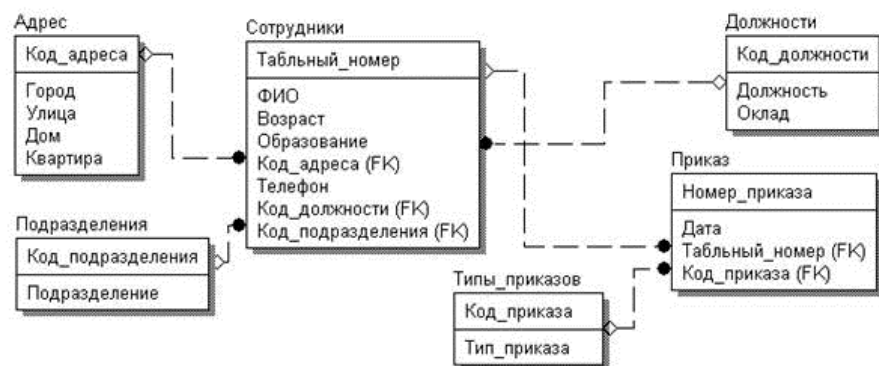 Адрес
Код_адреса
Город
Улица
Дом
Квартира
Сотрудники
Табльный_номер
ФИО
Возраст
Образование
Код_адреса (FK)
Телефон
Код_должности (FK)
Код_подразделения (FK)
Должности
Код_должности
Должность
Оклад
Подразделения
Код_подразделения
Подразделение
Типы_приказов
Код_приказа
Тип_приказа
Приказ
Номер_приказа
Дата
Табльный_номер (FK)
Код_приказа (FK)